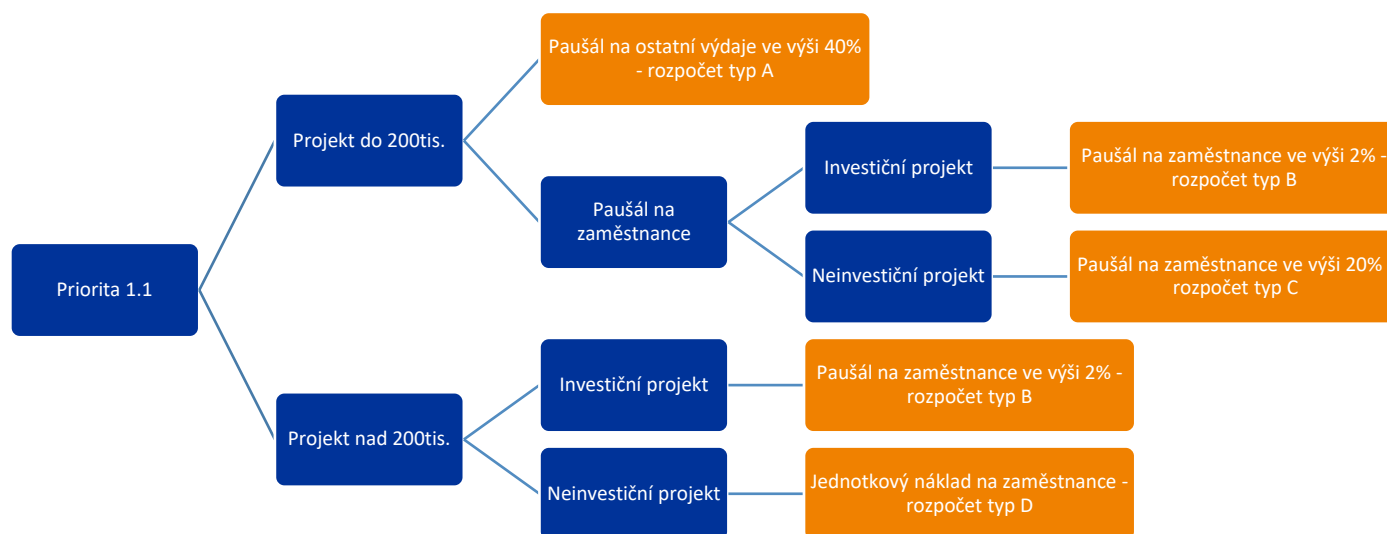 Priorita 1.1
Projekt do 200tis.
Paušál na ostatní výdaje ve výši 40%
- rozpočet typ A
Paušál na
zaměstnance
Investiční projekt
Paušál na zaměstnance ve výši 2% -
rozpočet typ B
Neinvestiční projekt
Paušál na zaměstnance ve výši 20%
rozpočet typ C
Projekt nad 200tis.
Investiční projekt
Paušál na zaměstnance ve výši 2% -
rozpočet typ B
Neinvestiční projekt
Jednotkový náklad na zaměstnance -
rozpočet typ D